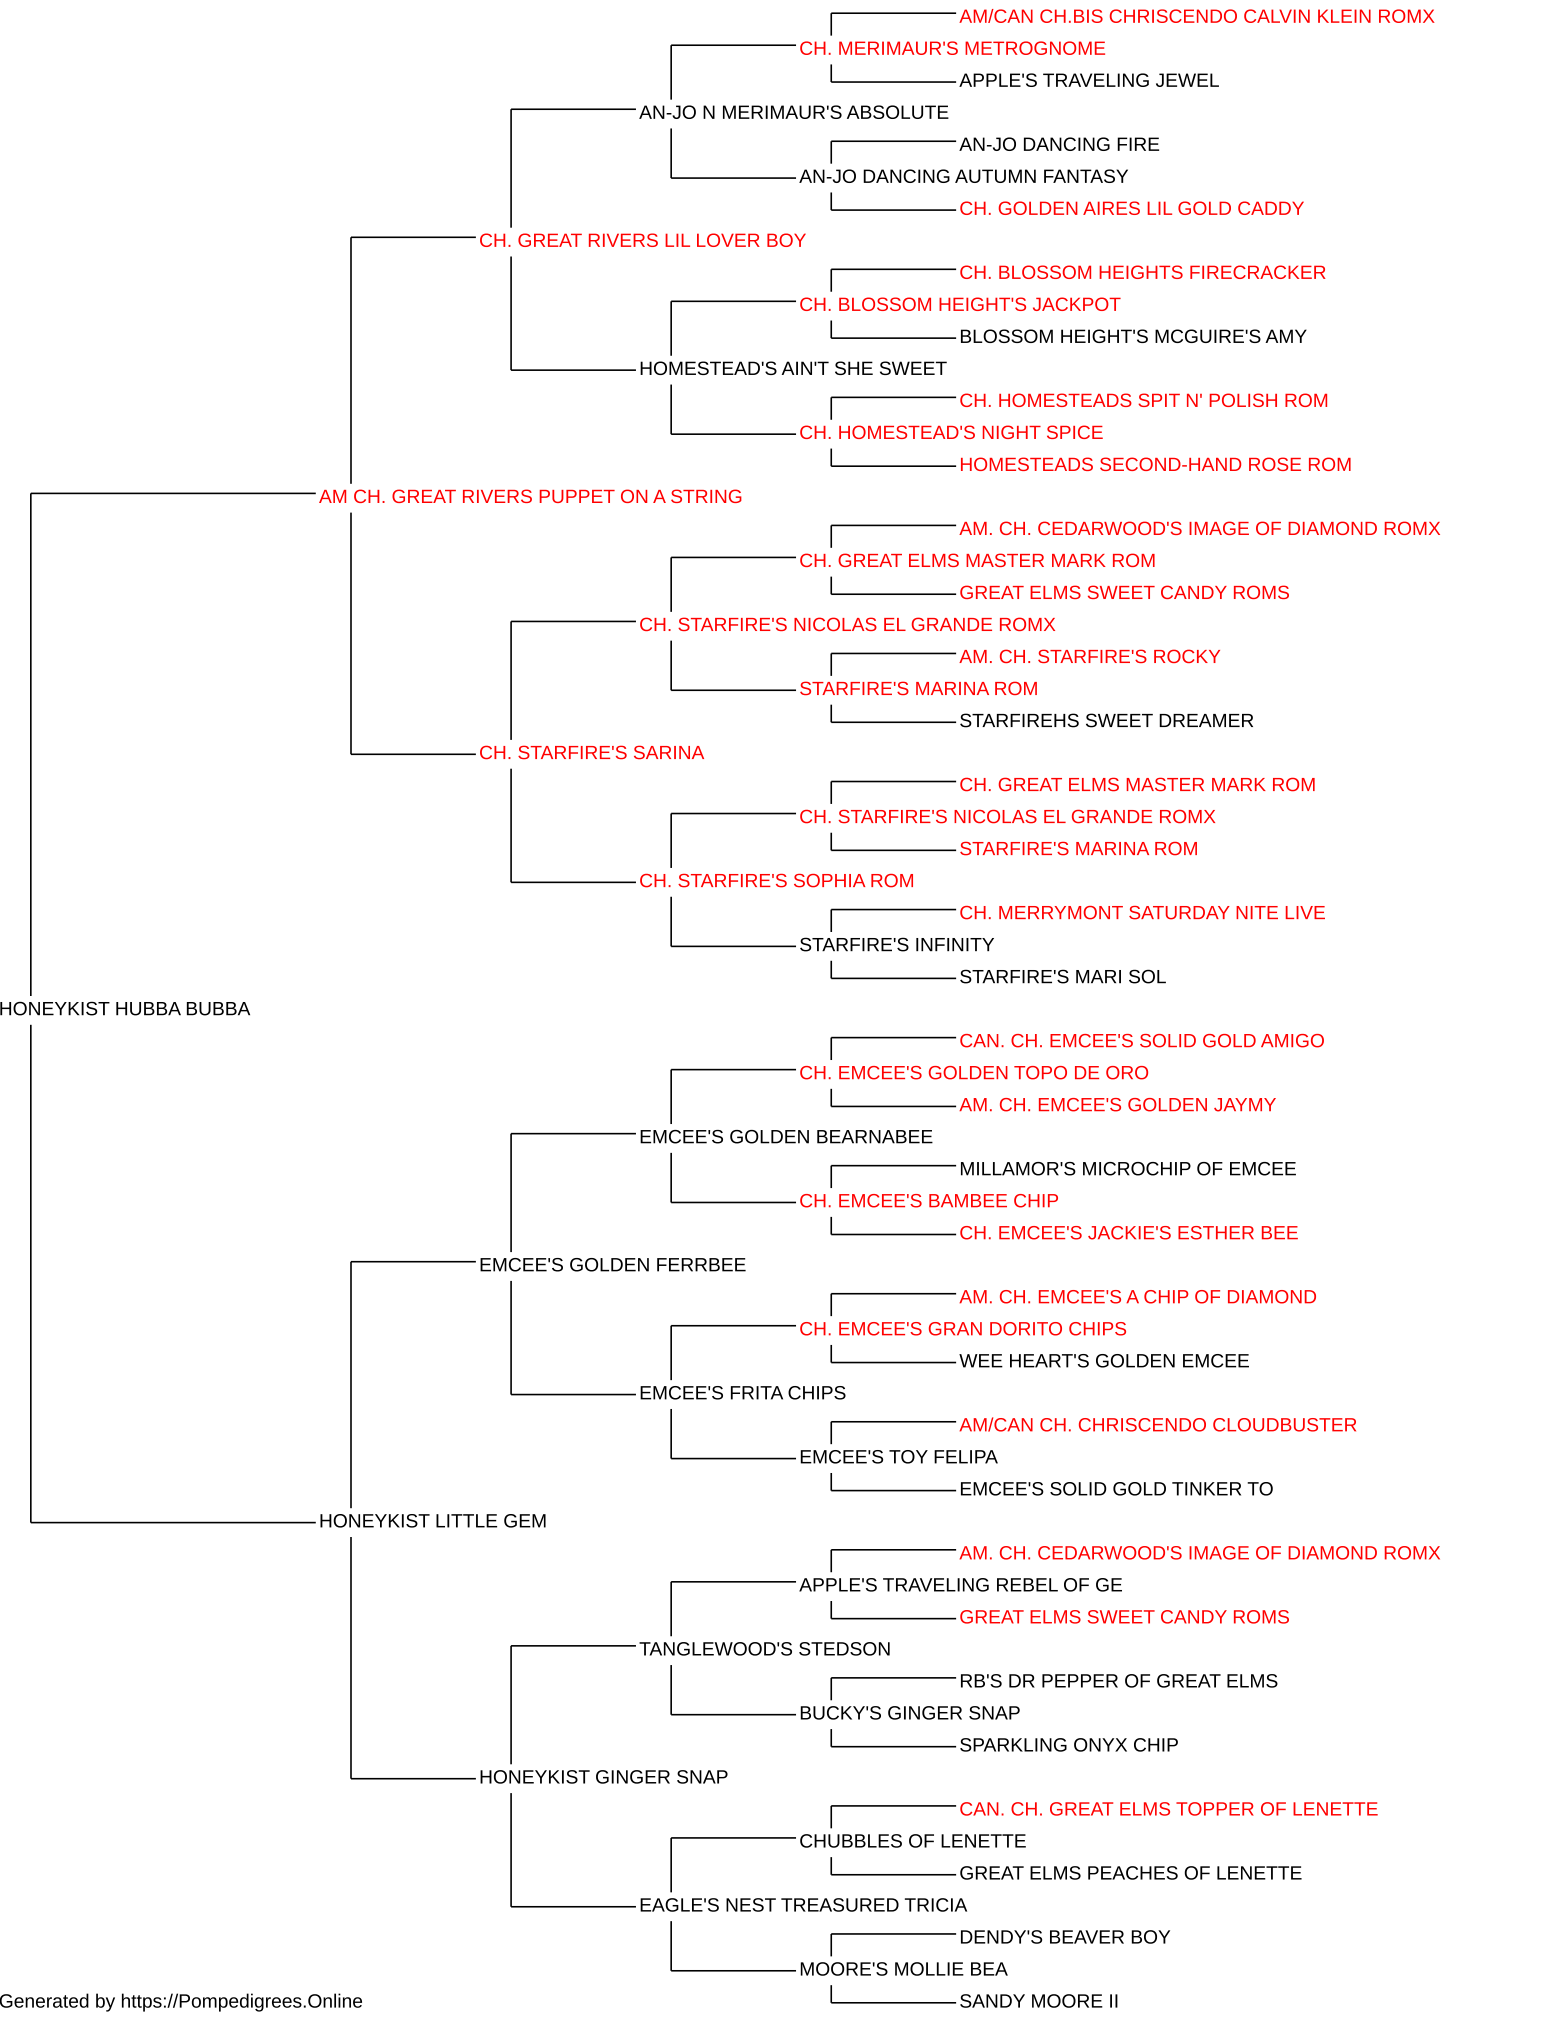 AM/CAN CH.BIS CHRISCENDO CALVIN KLEIN ROMX
CH. MERIMAUR'S METROGNOME
APPLE'S TRAVELING JEWEL
AN-JO N MERIMAUR'S ABSOLUTE
AN-JO DANCING FIRE
AN-JO DANCING AUTUMN FANTASY
CH. GOLDEN AIRES LIL GOLD CADDY
CH. GREAT RIVERS LIL LOVER BOY
CH. BLOSSOM HEIGHTS FIRECRACKER
CH. BLOSSOM HEIGHT'S JACKPOT
BLOSSOM HEIGHT'S MCGUIRE'S AMY
HOMESTEAD'S AIN'T SHE SWEET
CH. HOMESTEADS SPIT N' POLISH ROM
CH. HOMESTEAD'S NIGHT SPICE
HOMESTEADS SECOND-HAND ROSE ROM
AM CH. GREAT RIVERS PUPPET ON A STRING
AM. CH. CEDARWOOD'S IMAGE OF DIAMOND ROMX
CH. GREAT ELMS MASTER MARK ROM
GREAT ELMS SWEET CANDY ROMS
CH. STARFIRE'S NICOLAS EL GRANDE ROMX
AM. CH. STARFIRE'S ROCKY
STARFIRE'S MARINA ROM
STARFIREHS SWEET DREAMER
CH. STARFIRE'S SARINA
CH. GREAT ELMS MASTER MARK ROM
CH. STARFIRE'S NICOLAS EL GRANDE ROMX
STARFIRE'S MARINA ROM
CH. STARFIRE'S SOPHIA ROM
CH. MERRYMONT SATURDAY NITE LIVE
STARFIRE'S INFINITY
STARFIRE'S MARI SOL
HONEYKIST HUBBA BUBBA
CAN. CH. EMCEE'S SOLID GOLD AMIGO
CH. EMCEE'S GOLDEN TOPO DE ORO
AM. CH. EMCEE'S GOLDEN JAYMY
EMCEE'S GOLDEN BEARNABEE
MILLAMOR'S MICROCHIP OF EMCEE
CH. EMCEE'S BAMBEE CHIP
CH. EMCEE'S JACKIE'S ESTHER BEE
EMCEE'S GOLDEN FERRBEE
AM. CH. EMCEE'S A CHIP OF DIAMOND
CH. EMCEE'S GRAN DORITO CHIPS
WEE HEART'S GOLDEN EMCEE
EMCEE'S FRITA CHIPS
AM/CAN CH. CHRISCENDO CLOUDBUSTER
EMCEE'S TOY FELIPA
EMCEE'S SOLID GOLD TINKER TO
HONEYKIST LITTLE GEM
AM. CH. CEDARWOOD'S IMAGE OF DIAMOND ROMX
APPLE'S TRAVELING REBEL OF GE
GREAT ELMS SWEET CANDY ROMS
TANGLEWOOD'S STEDSON
RB'S DR PEPPER OF GREAT ELMS
BUCKY'S GINGER SNAP
SPARKLING ONYX CHIP
HONEYKIST GINGER SNAP
CAN. CH. GREAT ELMS TOPPER OF LENETTE
CHUBBLES OF LENETTE
GREAT ELMS PEACHES OF LENETTE
EAGLE'S NEST TREASURED TRICIA
DENDY'S BEAVER BOY
MOORE'S MOLLIE BEA
SANDY MOORE II
Generated by https://Pompedigrees.Online